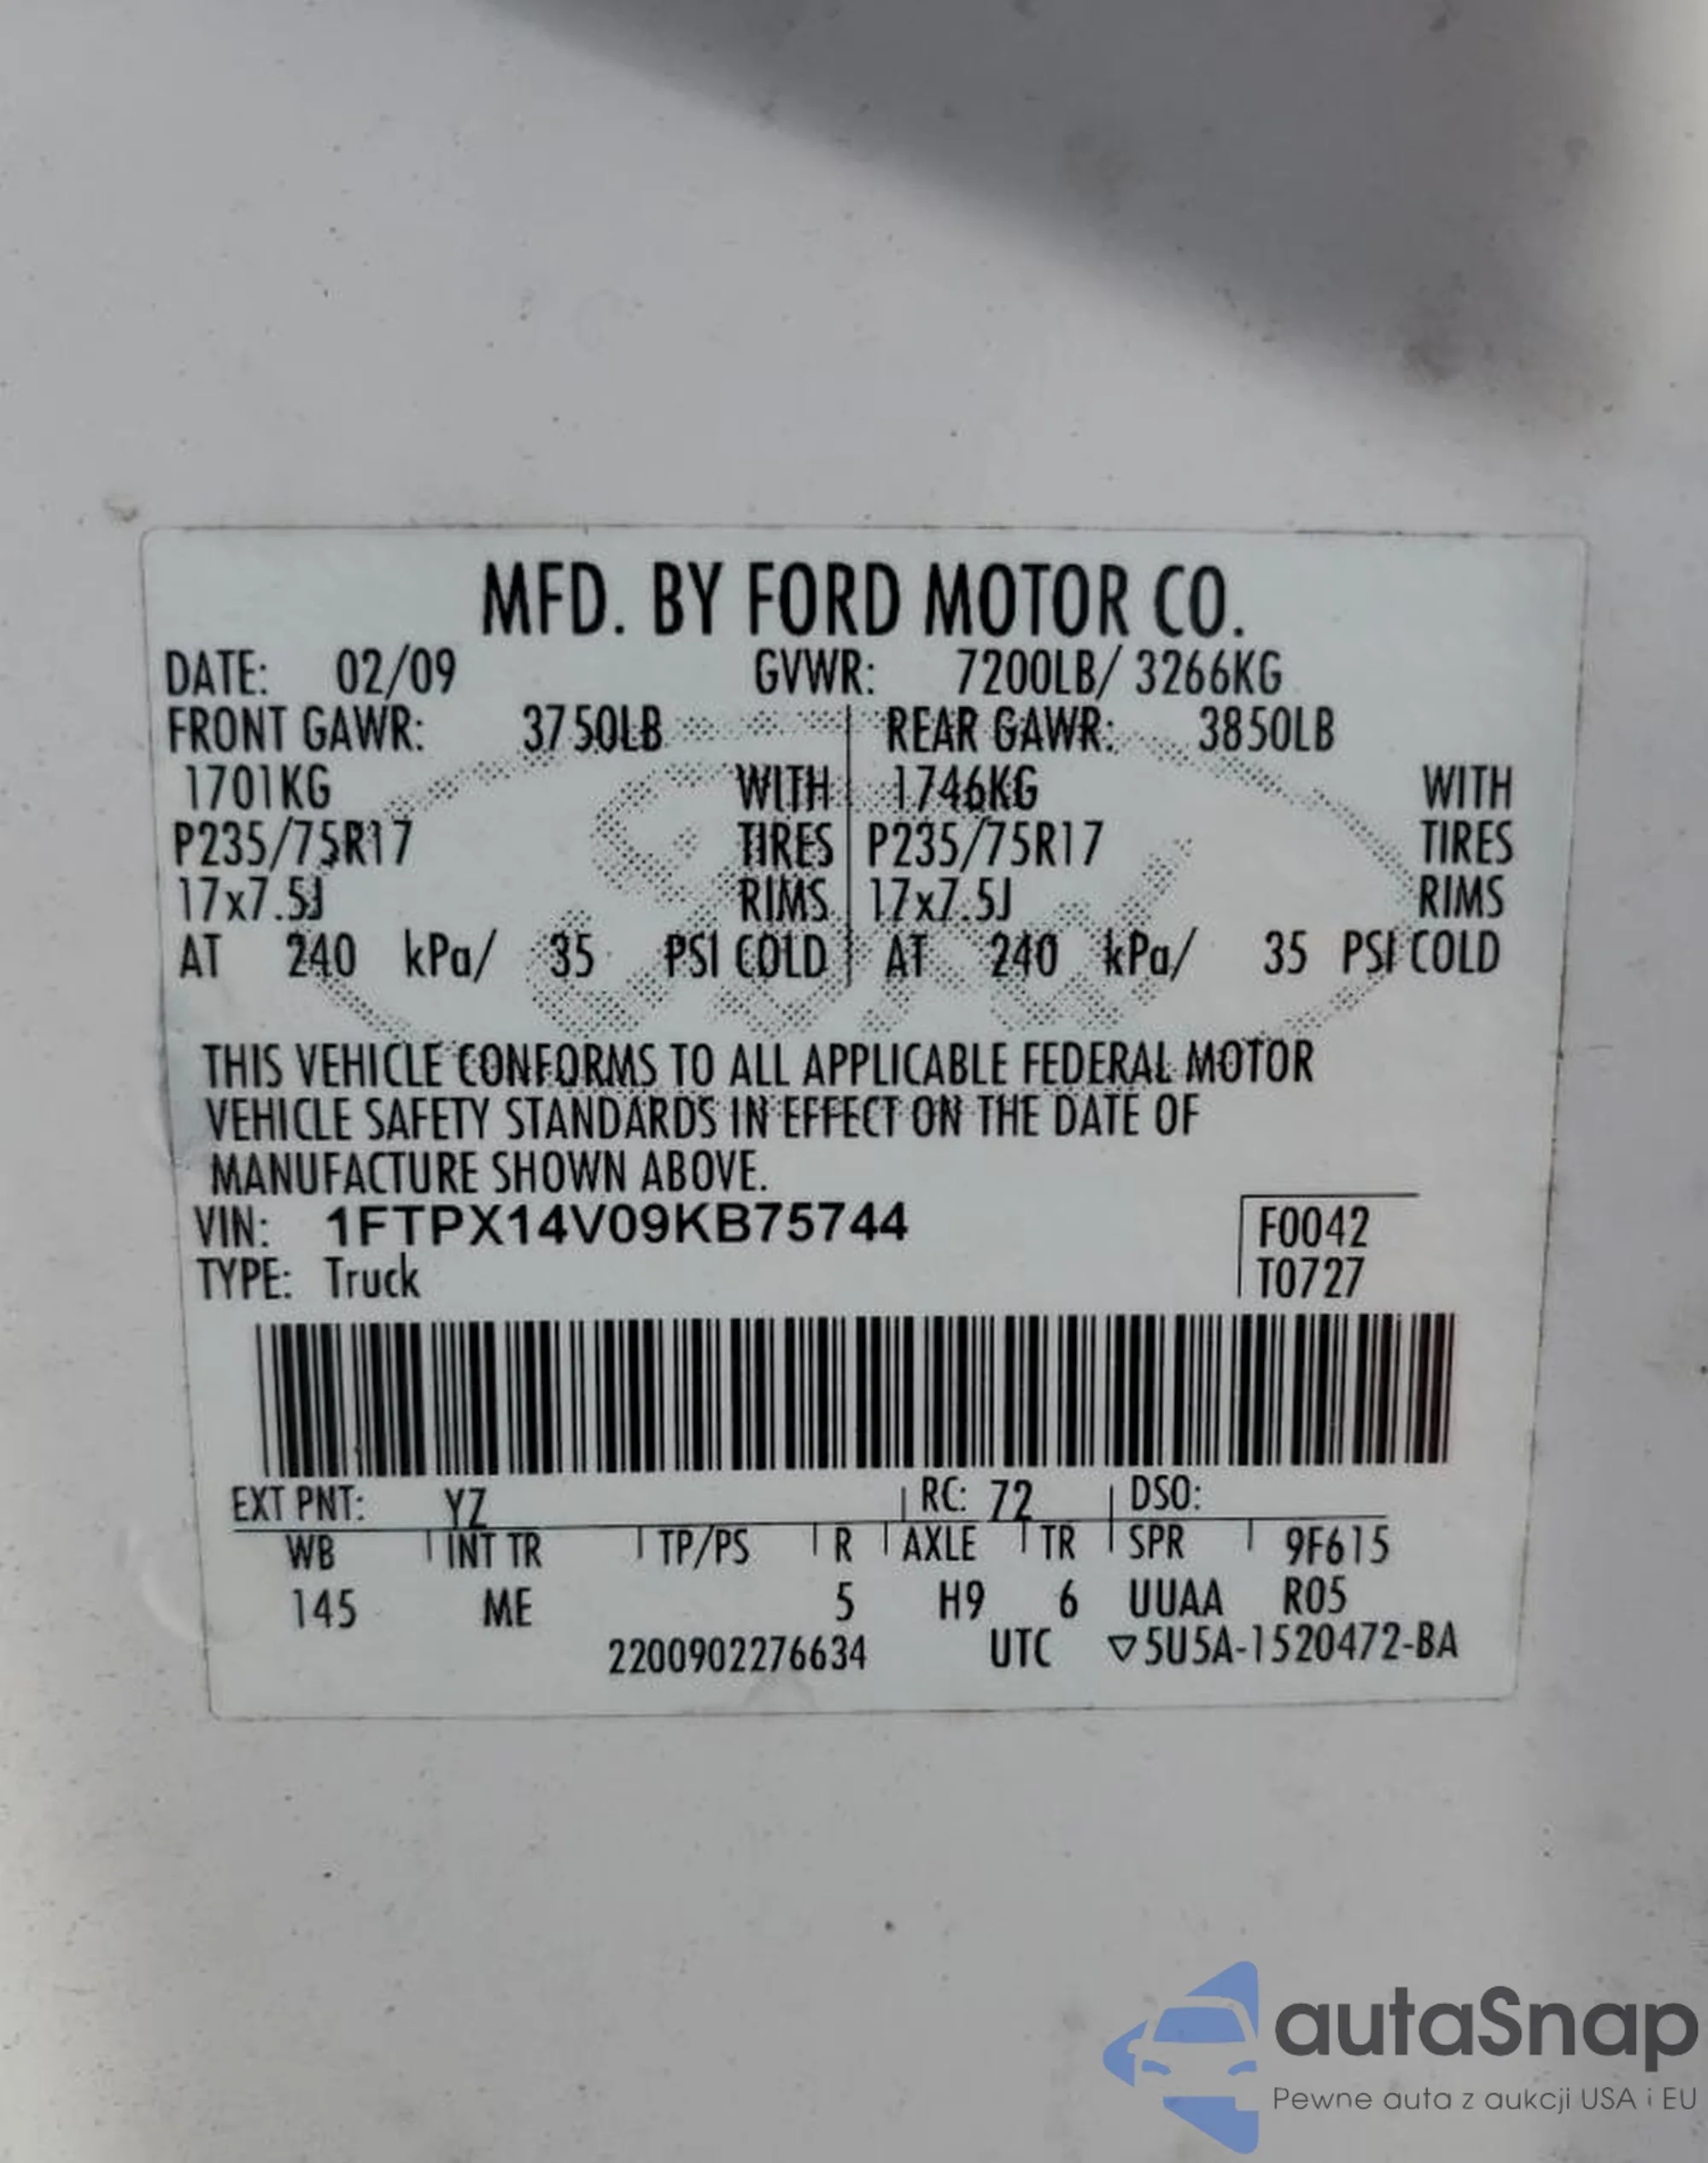 MFD. BY FORD MOTOR CO.
DATE: 02/09 GVWR: 7200LB/ 3266KG
FRONT GAWR: 3750LB REAR GAWR: 3850LB
1701KG WITH 1746KG WITH
P235/75R17 TIRES P235/75R17 TIRES
17x7.5J RIMS 17x7.5J RIMS
AT 240 kPa/ 35 PSI COLD AT 240 kPa/ 35 PSI COLD
THIS VEHICLE CONFORMS TO ALL APPLICABLE FEDERAL MOTOR
VEHICLE SAFETY STANDARDS IN EFFECT ON THE DATE OF
MANUFACTURE SHOWN ABOVE.
VIN: 1FTPX14V09KB75744 F0042
TYPE: Truck T0727
EXT PNT: YZ RC: 72 DSO:
WB INT TR TP/PS R AXLE TR SPR 9F615
145 ME 5 H9 6 UUAA R05
2200902276634 UTC ▽5U5A-1520472-BA
autaSnap
Pewne auta z aukcji USA i EU